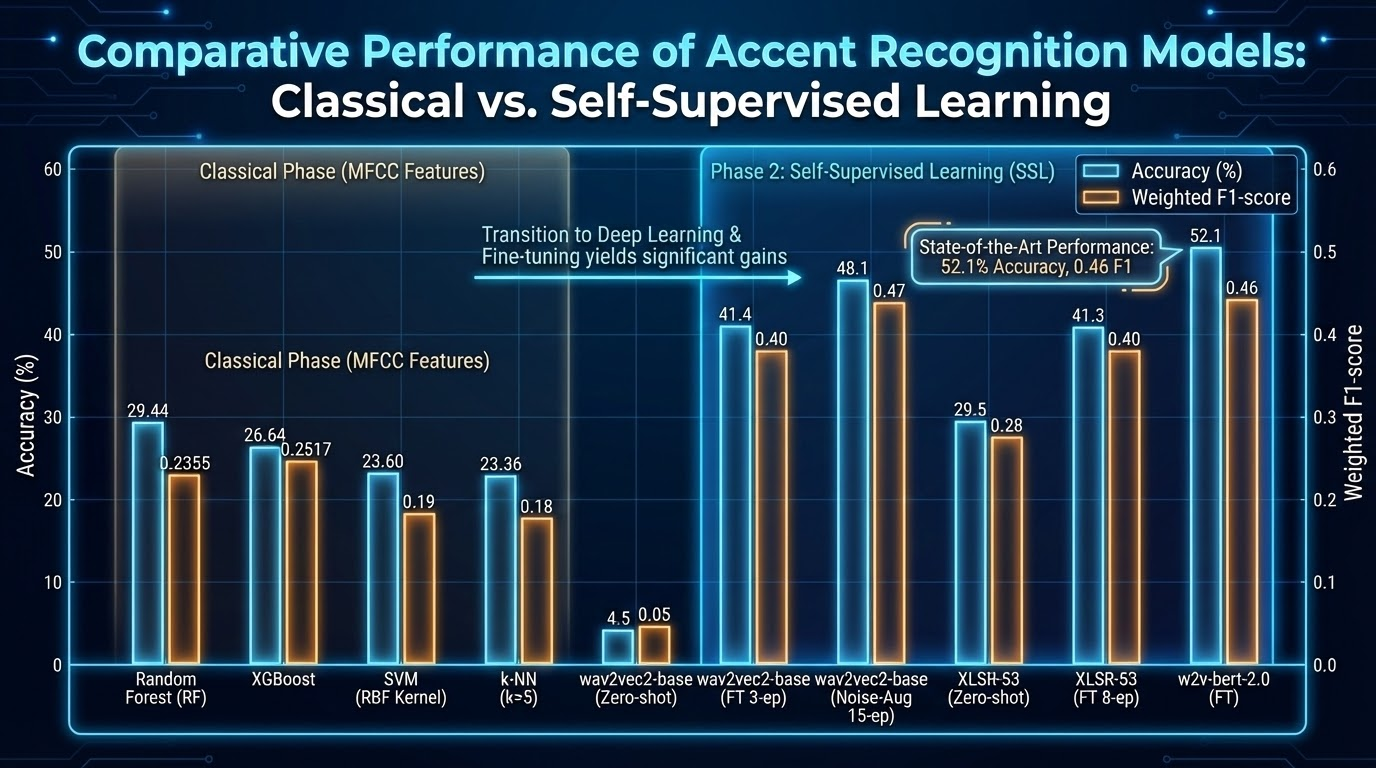 Comparative Performance of Accent Recognition Models:
Classical vs. Self-Supervised Learning
Classical Phase (MFCC Features)
Phase 2: Self-Supervised Learning (SSL)
Accuracy (%)
Weighted F1-score
Transition to Deep Learning &
Fine-tuning yields significant gains
State-of-the-Art Performance:
52.1% Accuracy, 0.46 F1
Classical Phase (MFCC Features)
Accuracy (%)
60
50
40
30
20
10
0
29.44
0.2355
26.64
0.2517
23.60
0.19
23.36
0.18
4.5
0.05
41.4
0.40
48.1
0.47
29.5
0.28
41.3
0.40
52.1
0.46
0.6
0.5
0.4
0.3
0.2
0.1
0.0
Weighted F1-score
Random
Forest (RF)
XGBoost
SVM
(RBF Kernel)
k-NN
(k=5)
wav2vec2-base
(Zero-shot)
wav2vec2-base
(FT 3-ep)
wav2vec2-base
(Noise-Aug
15-ep)
XLSH-53
(Zero-shot)
XLSR-53
(FT 8-ep)
w2v-bert-2.0
(FT)